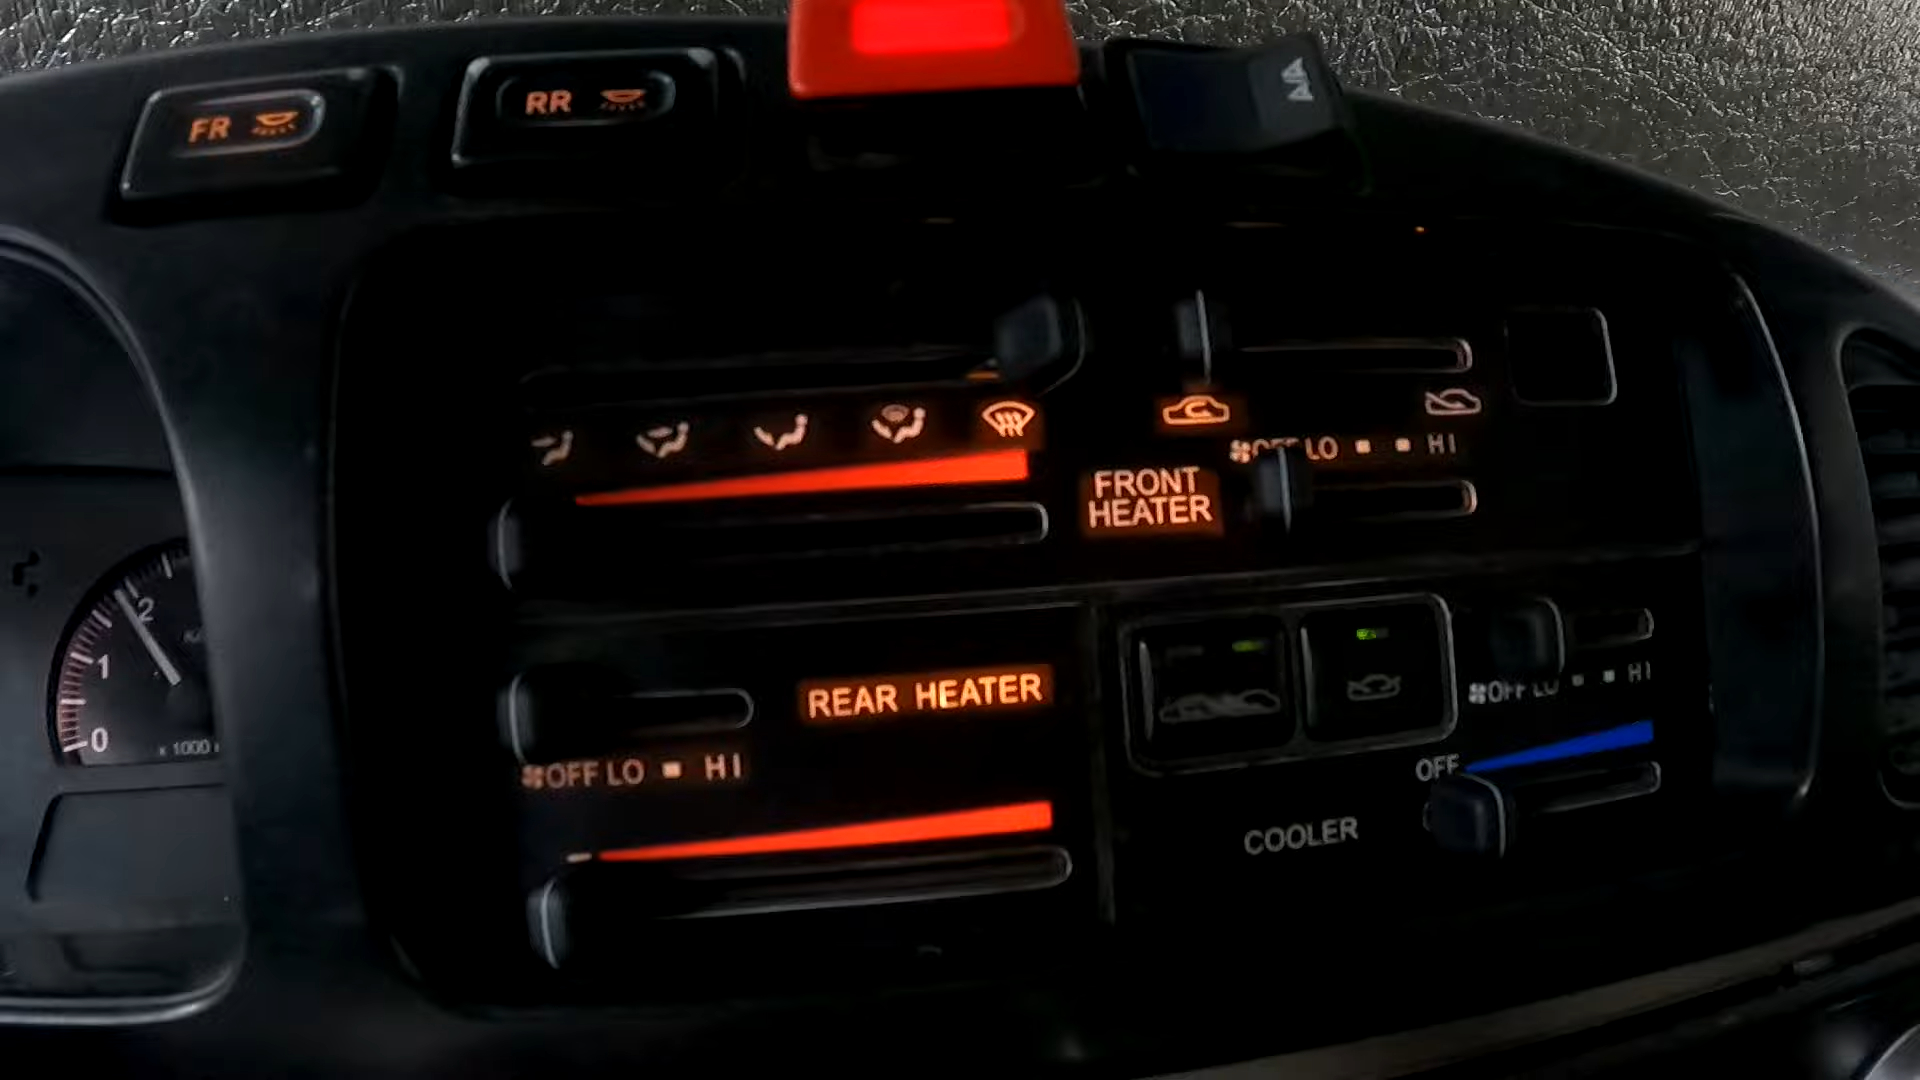 FR
RR
FRONT
HEATER
OFF LO HI
2
1
0
x 1000
REAR HEATER
OFF LO HI
OFF LO HI
OFF
COOLER